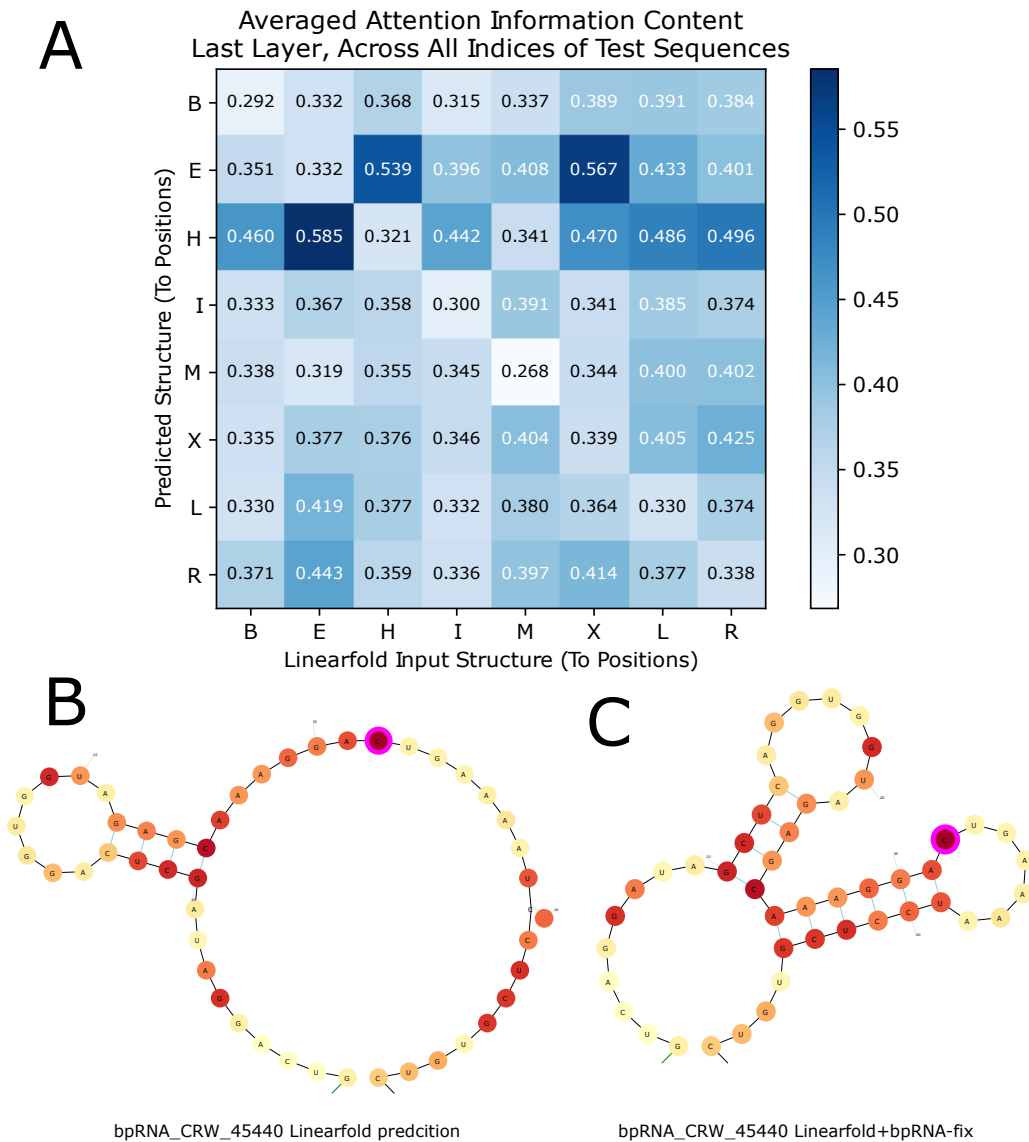 A
Averaged Attention Information Content
Last Layer, Across All Indices of Test Sequences
Predicted Structure (To Positions)
B 0.292 0.332 0.368 0.315 0.337 0.389 0.391 0.384
E 0.351 0.332 0.539 0.396 0.408 0.567 0.433 0.401
H 0.460 0.585 0.321 0.442 0.341 0.470 0.486 0.496
I 0.333 0.367 0.358 0.300 0.391 0.341 0.385 0.374
M 0.338 0.319 0.355 0.345 0.268 0.344 0.400 0.402
X 0.335 0.377 0.376 0.346 0.404 0.339 0.405 0.425
L 0.330 0.419 0.377 0.332 0.380 0.364 0.330 0.374
R 0.371 0.443 0.359 0.336 0.397 0.414 0.377 0.338
B E H I M X L R
Linearfold Input Structure (To Positions)
0.55
0.50
0.45
0.40
0.35
0.30
B
G U C A G G A U A G C U C A G G U G G U A G A G C A A A G G A C U G A A A A U C C U C G U G U C
bpRNA_CRW_45440 Linearfold predcition
C
G U C A G G A U A G C U C A G G U G G U A G A G C A A A G G A C U G A A A A U C C U C G U G U C
bpRNA_CRW_45440 Linearfold+bpRNA-fix